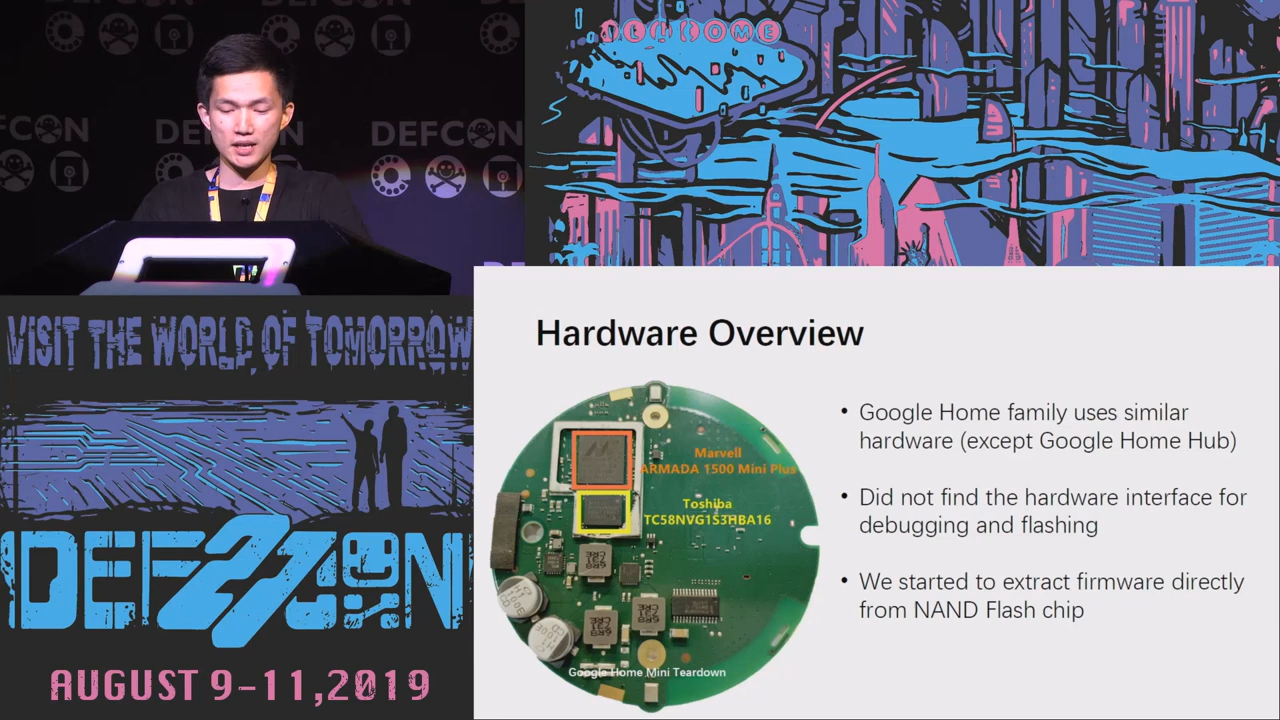 DEFCON
DEFCON
DEFCON
WELCOME
VISIT THE WORLD OF TOMORROW
DEFCON 27
AUGUST 9-11,2019
Hardware Overview
Marvell
ARMADA 1500 Mini Plus
Toshiba
TC58NVG1S3HBA16
Google Home Mini Teardown
• Google Home family uses similar
hardware (except Google Home Hub)
• Did not find the hardware interface for
debugging and flashing
• We started to extract firmware directly
from NAND Flash chip